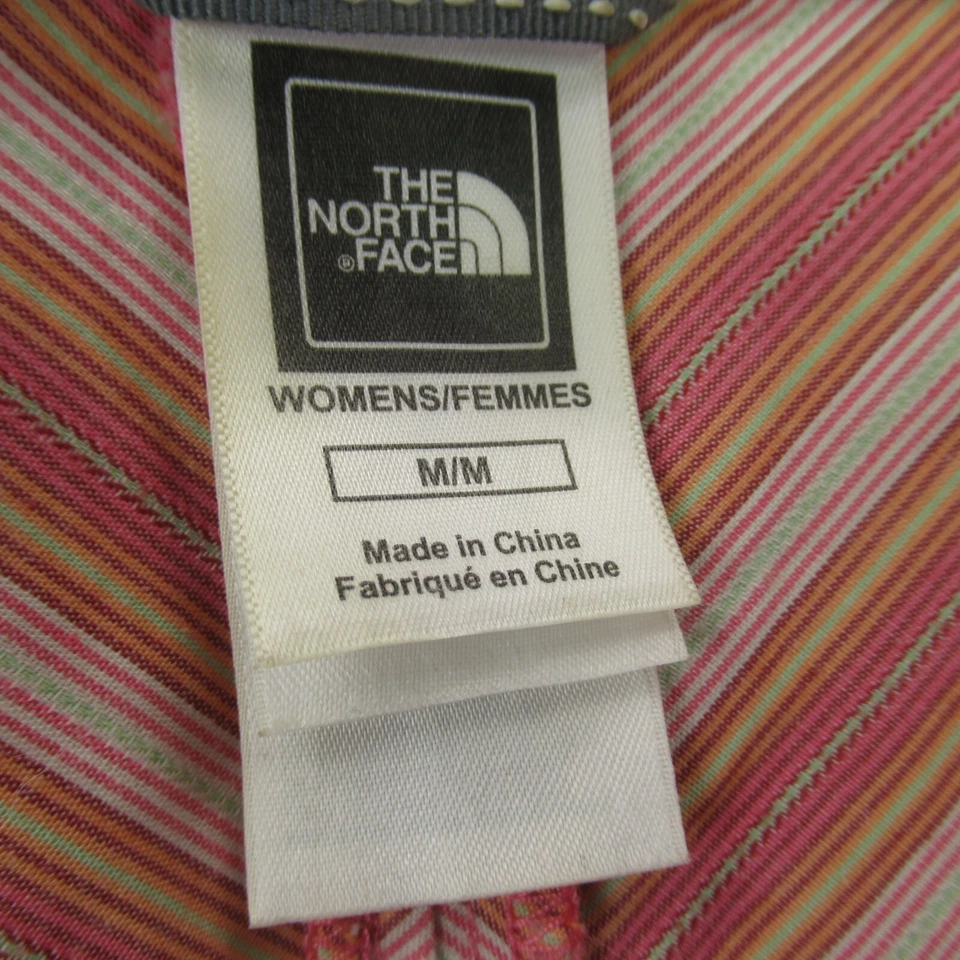 THE
NORTH
®FACE
WOMENS/FEMMES
M/M
Made in China
Fabriqué en Chine